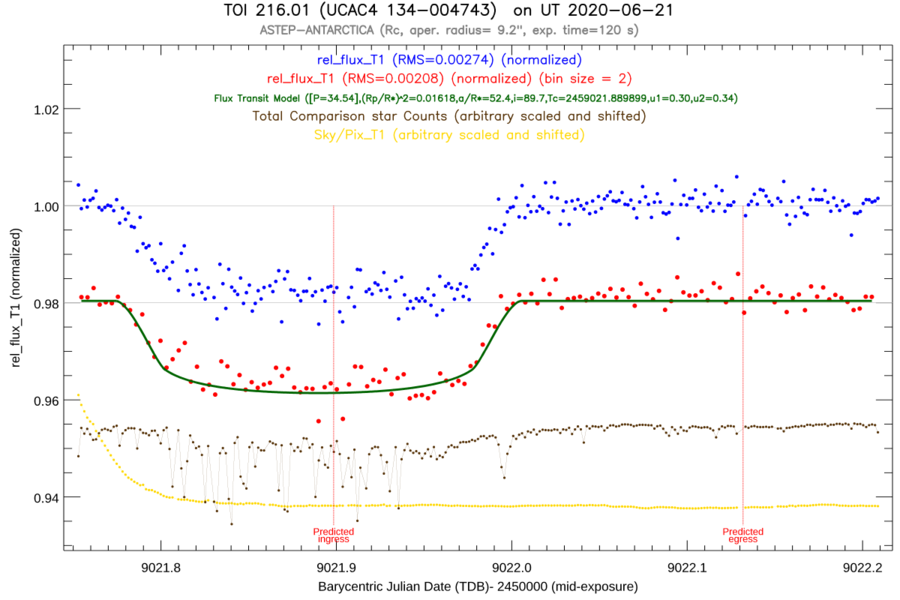 TOI 216.01 (UCAC4 134-004743) on UT 2020-06-21
ASTEP-ANTARCTICA (Rc, aper. radius= 9.2", exp. time=120 s)
rel_flux_T1 (RMS=0.00274) (normalized)
rel_flux_T1 (RMS=0.00208) (normalized) (bin size = 2)
Flux Transit Model ([P=34.54],(Rp/R*)^2=0.01618,a/R*=52.4,i=89.7,Tc=2459021.889899,u1=0.30,u2=0.34)
Total Comparison star Counts (arbitrary scaled and shifted)
Sky/Pix_T1 (arbitrary scaled and shifted)
rel_flux_T1 (normalized)
1.02
1.00
0.98
0.96
0.94
Predicted
ingress
Predicted
egress
9021.8
9021.9
9022.0
9022.1
9022.2
Barycentric Julian Date (TDB)- 2450000 (mid-exposure)